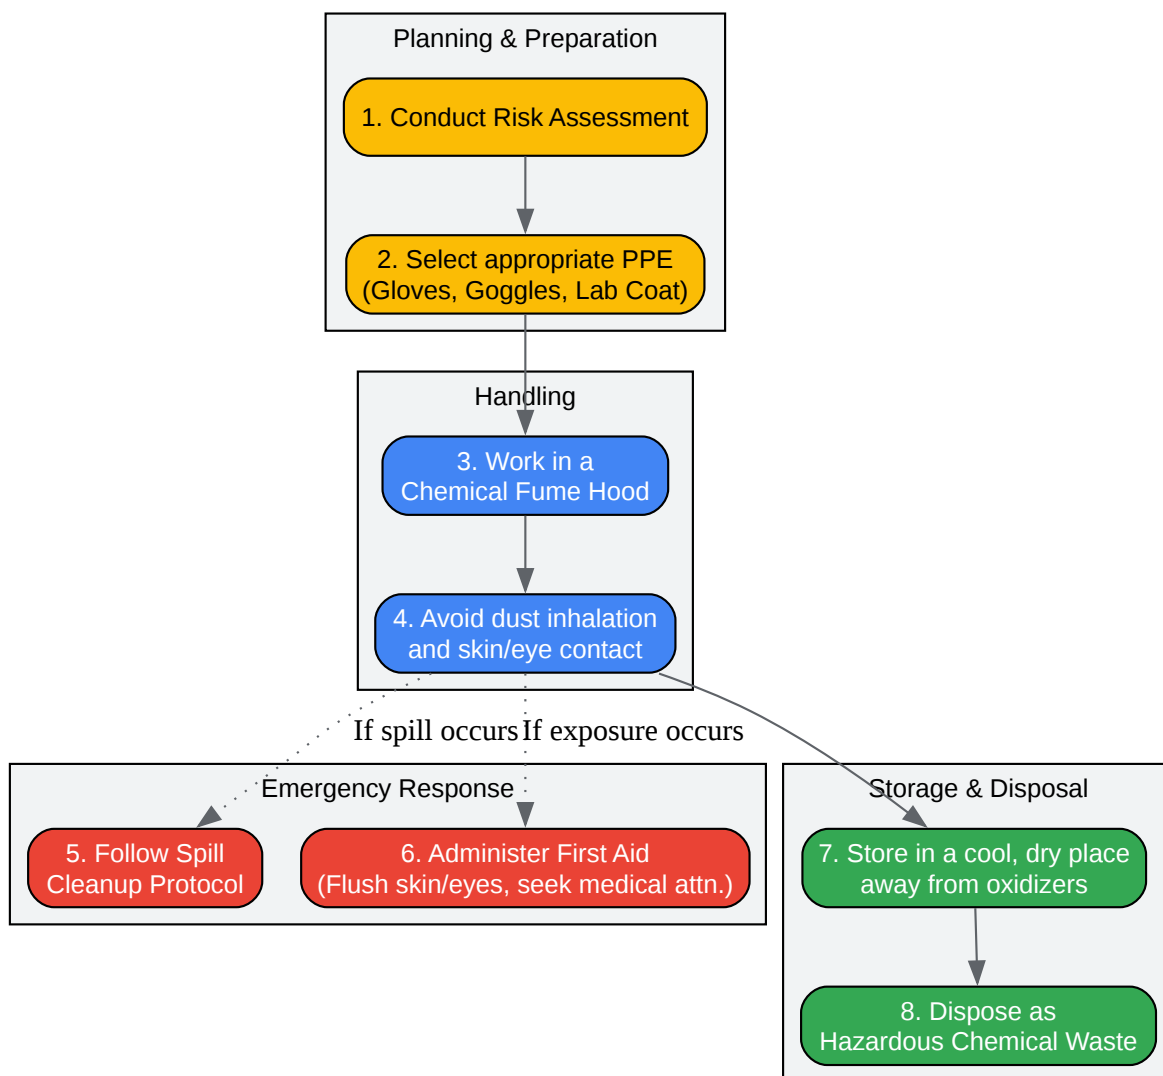 Planning & Preparation
1. Conduct Risk Assessment
2. Select appropriate PPE
(Gloves, Goggles, Lab Coat)
Handling
3. Work in a
Chemical Fume Hood
4. Avoid dust inhalation
and skin/eye contact
If spill occurs
If exposure occurs
Emergency Response
5. Follow Spill
Cleanup Protocol
6. Administer First Aid
(Flush skin/eyes, seek medical attn.)
Storage & Disposal
7. Store in a cool, dry place
away from oxidizers
8. Dispose as
Hazardous Chemical Waste